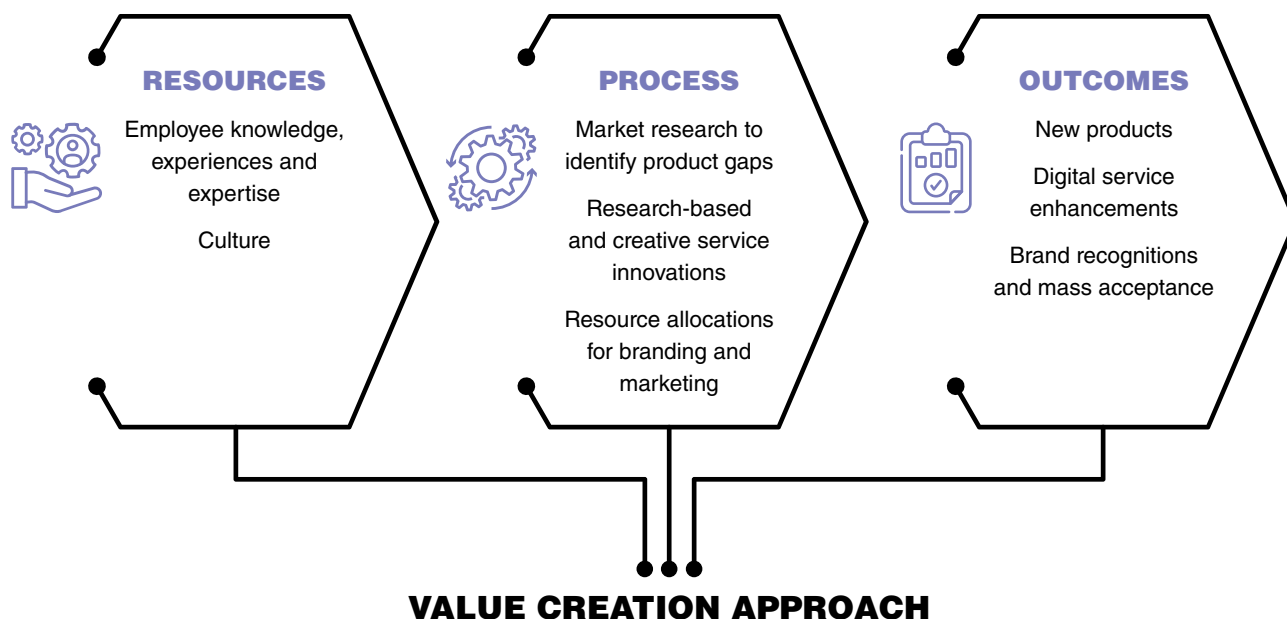 RESOURCES
Employee knowledge,
experiences and
expertise
Culture
PROCESS
Market research to
identify product gaps
Research-based
and creative service
innovations
Resource allocations
for branding and
marketing
OUTCOMES
New products
Digital service
enhancements
Brand recognitions
and mass acceptance
VALUE CREATION APPROACH